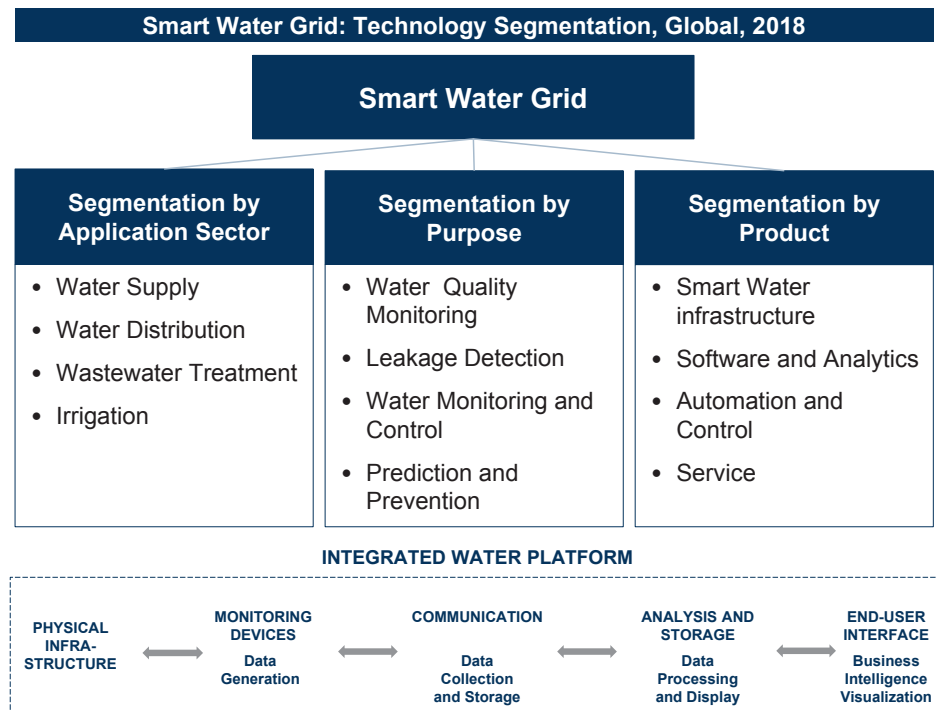 Smart Water Grid: Technology Segmentation, Global, 2018
Smart Water Grid
Segmentation by
Application Sector
• Water Supply
• Water Distribution
• Wastewater Treatment
• Irrigation
Segmentation by
Purpose
• Water Quality
Monitoring
• Leakage Detection
• Water Monitoring and
Control
• Prediction and
Prevention
Segmentation by
Product
• Smart Water
infrastructure
• Software and Analytics
• Automation and
Control
• Service
INTEGRATED WATER PLATFORM
PHYSICAL
INFRA-
STRUCTURE
MONITORING
DEVICES
Data
Generation
COMMUNICATION
Data
Collection
and Storage
ANALYSIS AND
STORAGE
Data
Processing
and Display
END-USER
INTERFACE
Business
Intelligence
Visualization